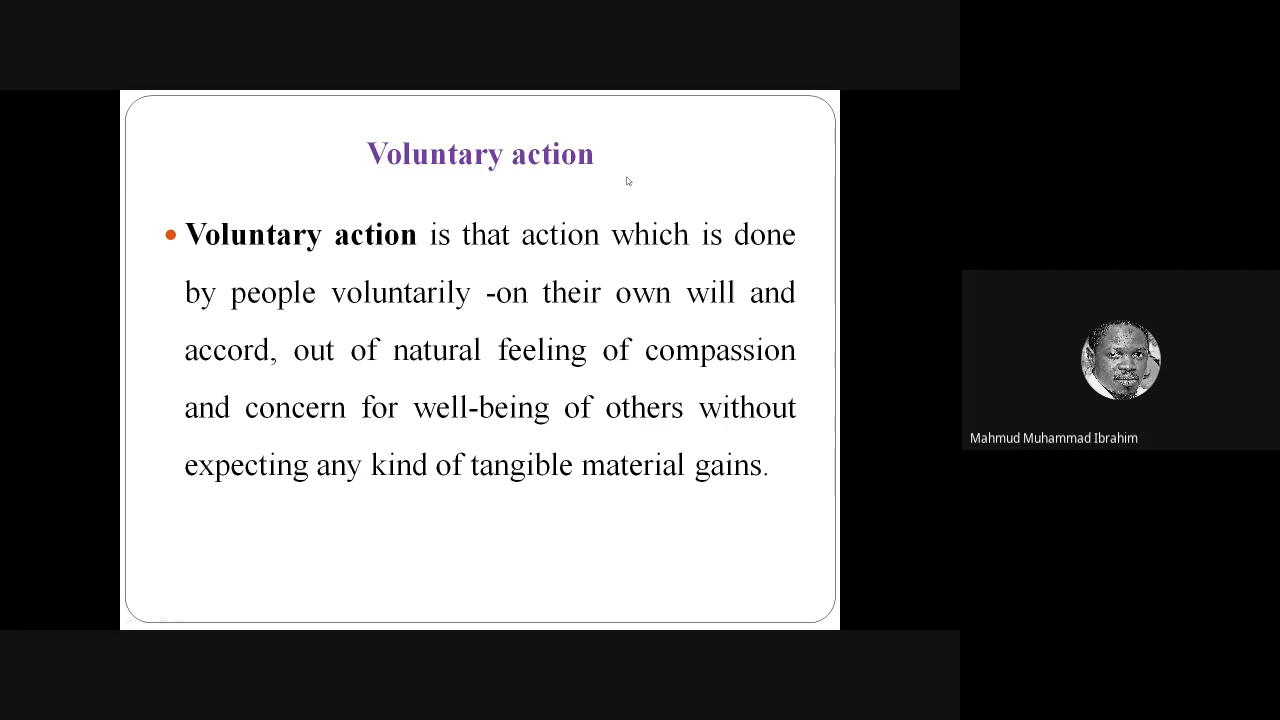 Voluntary action
• Voluntary action is that action which is done
by people voluntarily -on their own will and
accord, out of natural feeling of compassion
and concern for well-being of others without
expecting any kind of tangible material gains.
Mahmud Muhammad Ibrahim